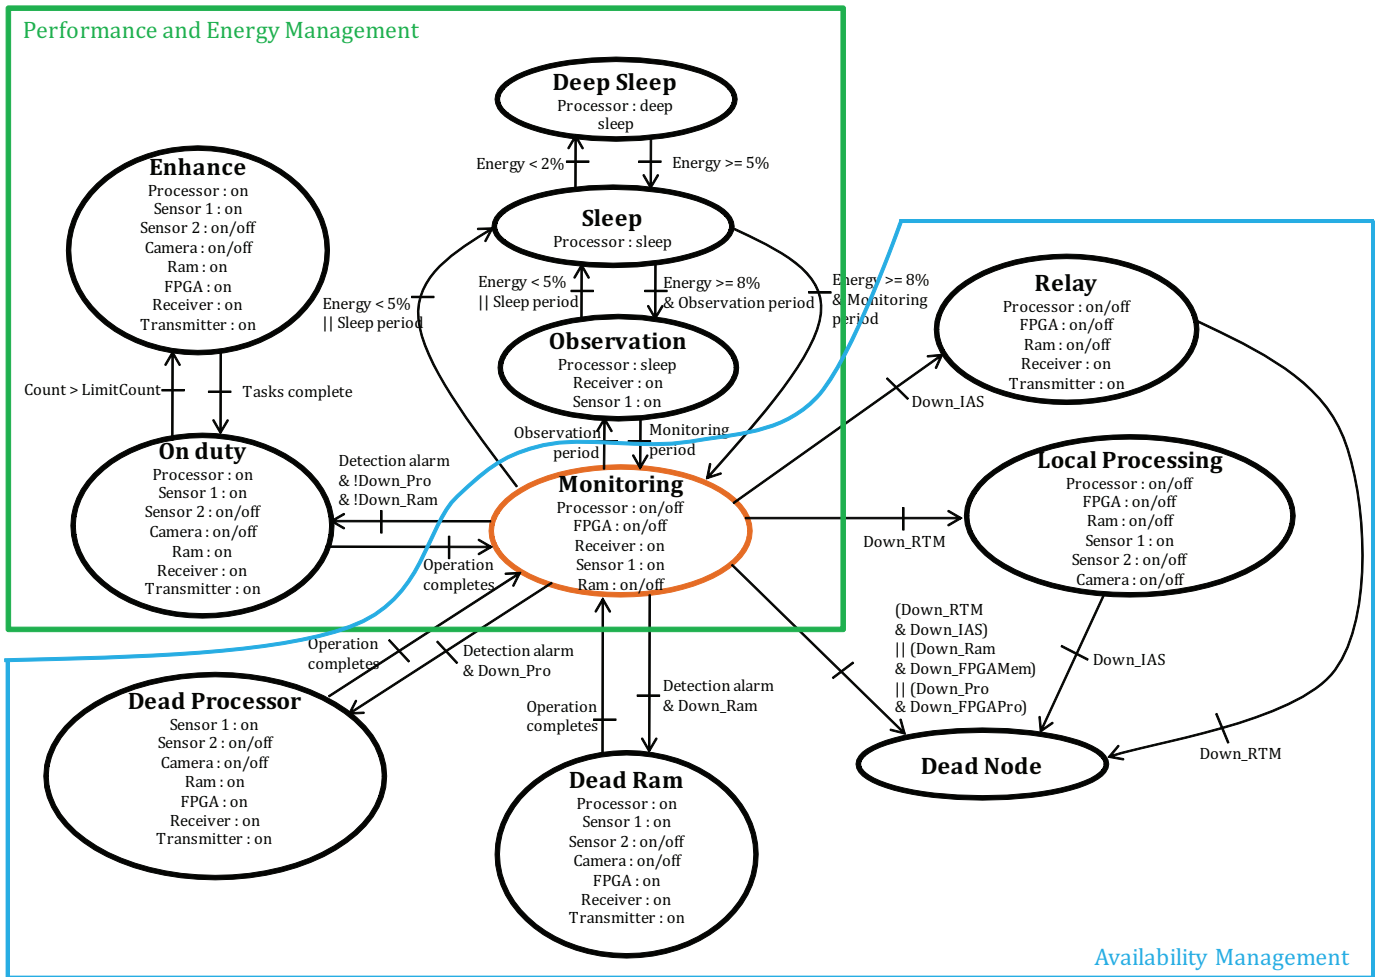 Performance and Energy Management
Deep Sleep
Processor : deep
sleep
Energy < 2%
Energy >= 5%
Enhance
Processor : on
Sensor 1 : on
Sensor 2 : on/off
Camera : on/off
Ram : on
FPGA : on
Receiver : on
Transmitter : on
Sleep
Processor : sleep
Energy < 5%
|| Sleep period
Energy < 5%
|| Sleep period
Energy >= 8%
& Observation period
Energy >= 8%
& Monitoring
period
Relay
Processor : on/off
FPGA : on/off
Ram : on/off
Receiver : on
Transmitter : on
Observation
Processor : sleep
Receiver : on
Sensor 1 : on
Count > LimitCount
Tasks complete
Down_IAS
Observation
period
Monitoring
period
On duty
Processor : on
Sensor 1 : on
Sensor 2 : on/off
Camera : on/off
Ram : on
Receiver : on
Transmitter : on
Detection alarm
& !Down_Pro
& !Down_Ram
Operation
completes
Monitoring
Processor : on/off
FPGA : on/off
Receiver : on
Sensor 1 : on
Ram : on/off
Down_RTM
Local Processing
Processor : on/off
FPGA : on/off
Ram : on/off
Sensor 1 : on
Sensor 2 : on/off
Camera : on/off
Operation
completes
Detection alarm
& Down_Pro
(Down_RTM
& Down_IAS)
|| (Down_Ram
& Down_FPGAMem)
|| (Down_Pro
& Down_FPGAPro)
Down_IAS
Dead Processor
Sensor 1 : on
Sensor 2 : on/off
Camera : on/off
Ram : on
FPGA : on
Receiver : on
Transmitter : on
Operation
completes
Detection alarm
& Down_Ram
Down_RTM
Dead Node
Dead Ram
Processor : on
Sensor 1 : on
Sensor 2 : on/off
Camera : on/off
FPGA : on
Receiver : on
Transmitter : on
Availability Management